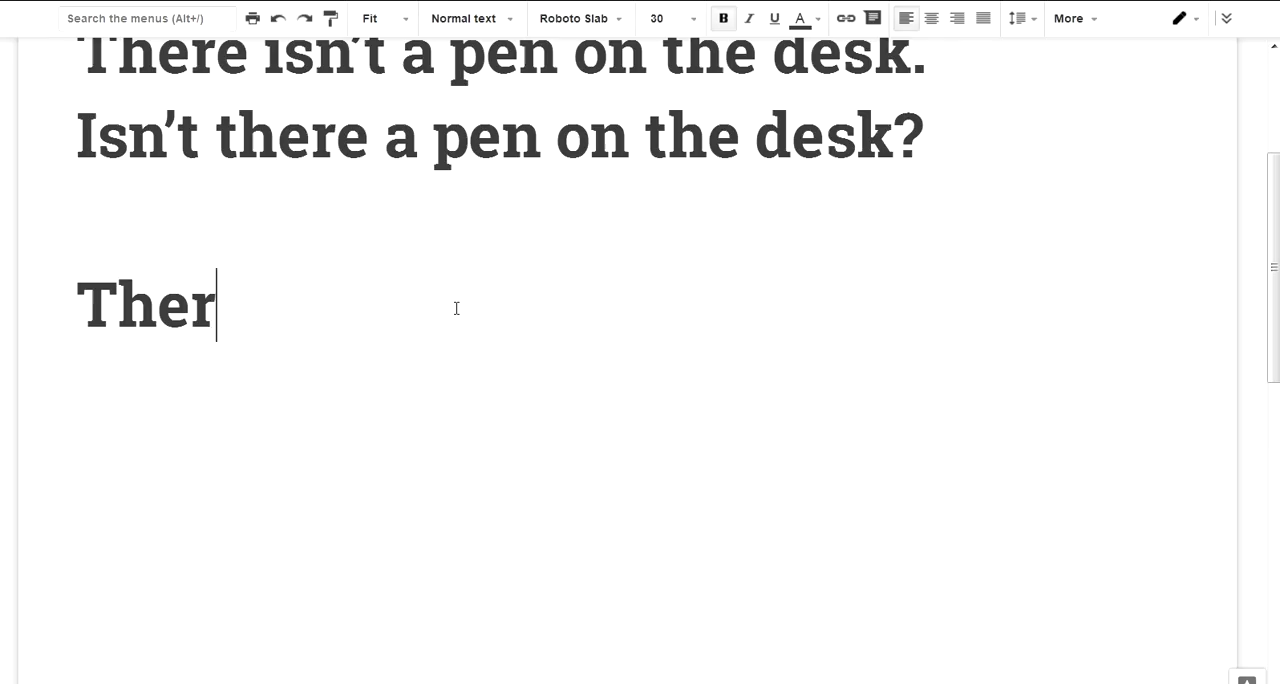 Search the menus (Alt+/) Fit Normal text Roboto Slab 30 B I U A More
There isn't a pen on the desk.
Isn't there a pen on the desk?
Ther